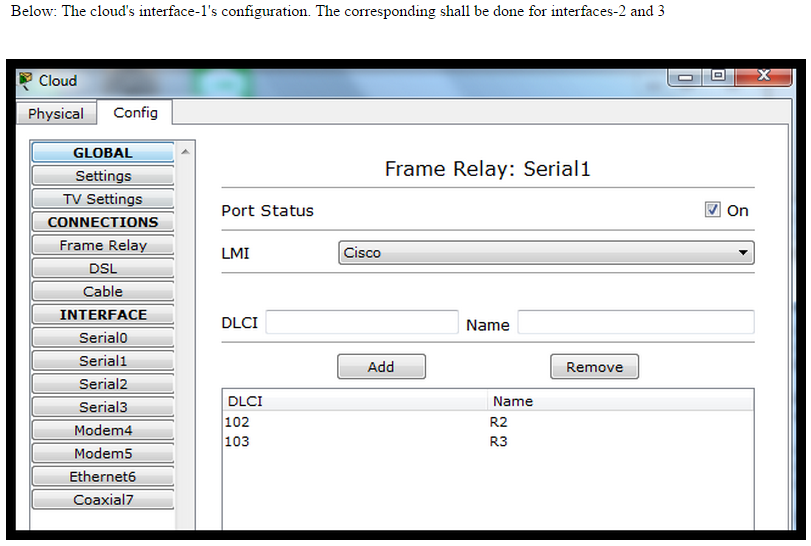 Below: The cloud's interface-1's configuration. The corresponding shall be done for interfaces-2 and 3
Cloud
Physical
Config
GLOBAL
Settings
TV Settings
CONNECTIONS
Frame Relay
DSL
Cable
INTERFACE
Serial0
Serial1
Serial2
Serial3
Modem4
Modem5
Ethernet6
Coaxial7
Frame Relay: Serial1
Port Status
On
LMI
Cisco
DLCI
Name
Add
Remove
DLCI Name
102 R2
103 R3